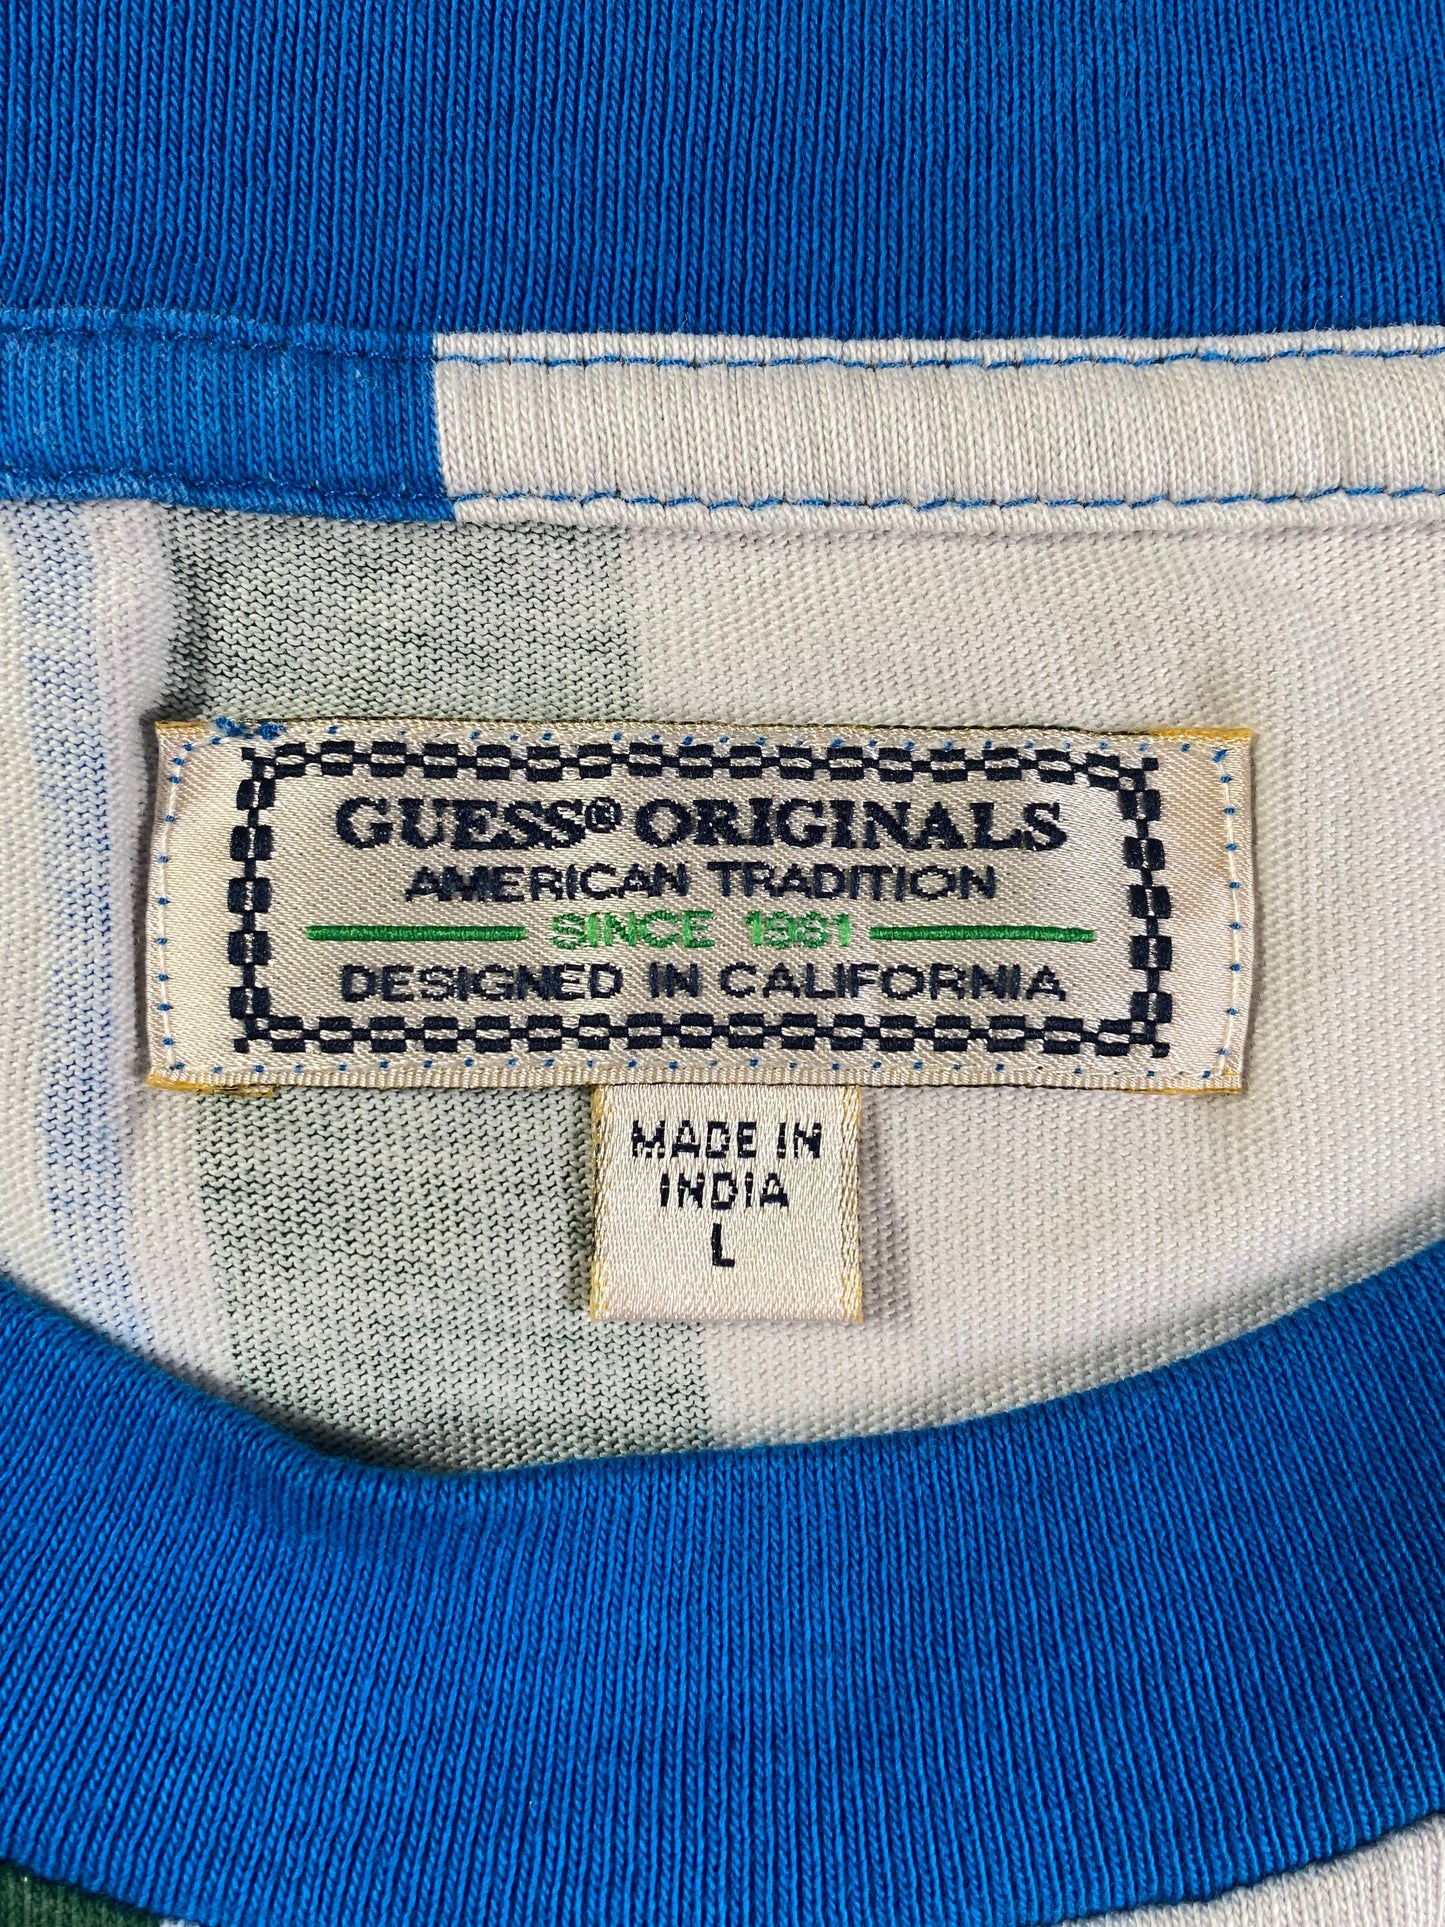 GUESS® ORIGINALS
AMERICAN TRADITION
SINCE 1981
DESIGNED IN CALIFORNIA
MADE IN
INDIA
L